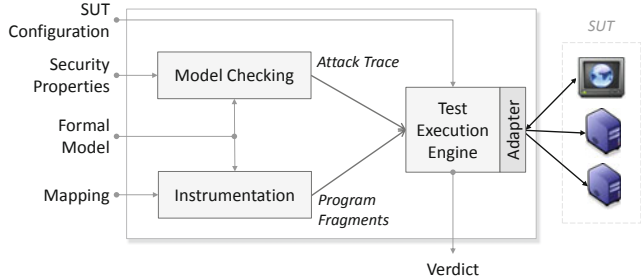 SUT
Configuration
SUT
Security
Properties
Model Checking
Attack Trace
Formal
Model
Test
Execution
Engine
Adapter
Mapping
Instrumentation
Program
Fragments
Verdict